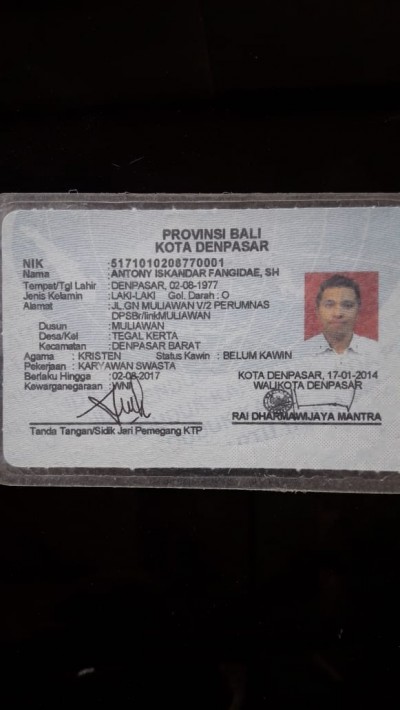 PROVINSI BALI
KOTA DENPASAR
NIK : 5171010208770001
Nama : ANTONY ISKANDAR FANGIDAE, SH
Tempat/Tgl Lahir : DENPASAR, 02-08-1977
Jenis Kelamin : LAKI-LAKI Gol. Darah : O
Alamat : JL.GN MULIAWAN V/2 PERUMNAS
DPSBr/linkMULIAWAN
Dusun : MULIAWAN
Desa/Kel : TEGAL KERTA
Kecamatan : DENPASAR BARAT
Agama : KRISTEN Status Kawin : BELUM KAWIN
Pekerjaan : KARYAWAN SWASTA
Berlaku Hingga : 02-08-2017
Kewarganegaraan : WNI
KOTA DENPASAR, 17-01-2014
WALIKOTA DENPASAR
RAI DHARMAWIJAYA MANTRA
Tanda Tangan/Sidik Jari Pemegang KTP